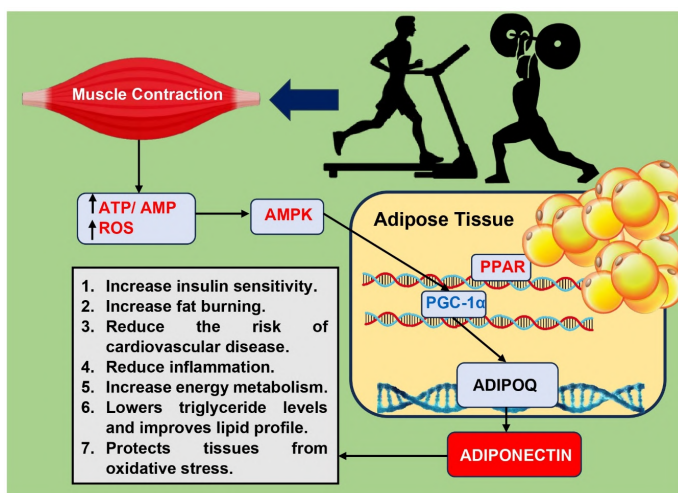 Muscle Contraction
↑ATP/ AMP
↑ROS
AMPK
Adipose Tissue
PPAR
PGC-1α
ADIPOQ
ADIPONECTIN
1. Increase insulin sensitivity.
2. Increase fat burning.
3. Reduce the risk of
cardiovascular disease.
4. Reduce inflammation.
5. Increase energy metabolism.
6. Lowers triglyceride levels
and improves lipid profile.
7. Protects tissues from
oxidative stress.